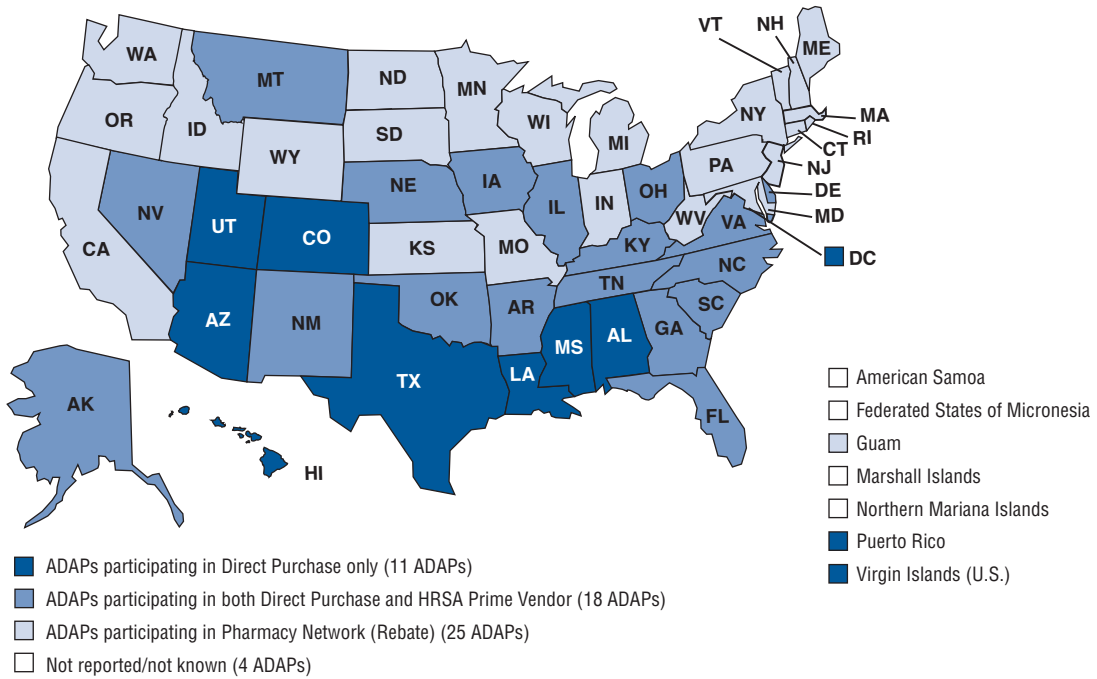 VT
NH
ME
WA
MT
ND
MN
OR
ID
SD
WI
MI
NY
MA
RI
CT
WY
PA
NJ
NE
IA
OH
DE
NV
IL
IN
WV
VA
MD
UT
CO
KS
MO
KY
DC
CA
NC
TN
AZ
NM
OK
AR
SC
MS
AL
GA
TX
LA
AK
FL
HI
American Samoa
Federated States of Micronesia
Guam
Marshall Islands
Northern Mariana Islands
Puerto Rico
Virgin Islands (U.S.)
ADAPs participating in Direct Purchase only (11 ADAPs)
ADAPs participating in both Direct Purchase and HRSA Prime Vendor (18 ADAPs)
ADAPs participating in Pharmacy Network (Rebate) (25 ADAPs)
Not reported/not known (4 ADAPs)